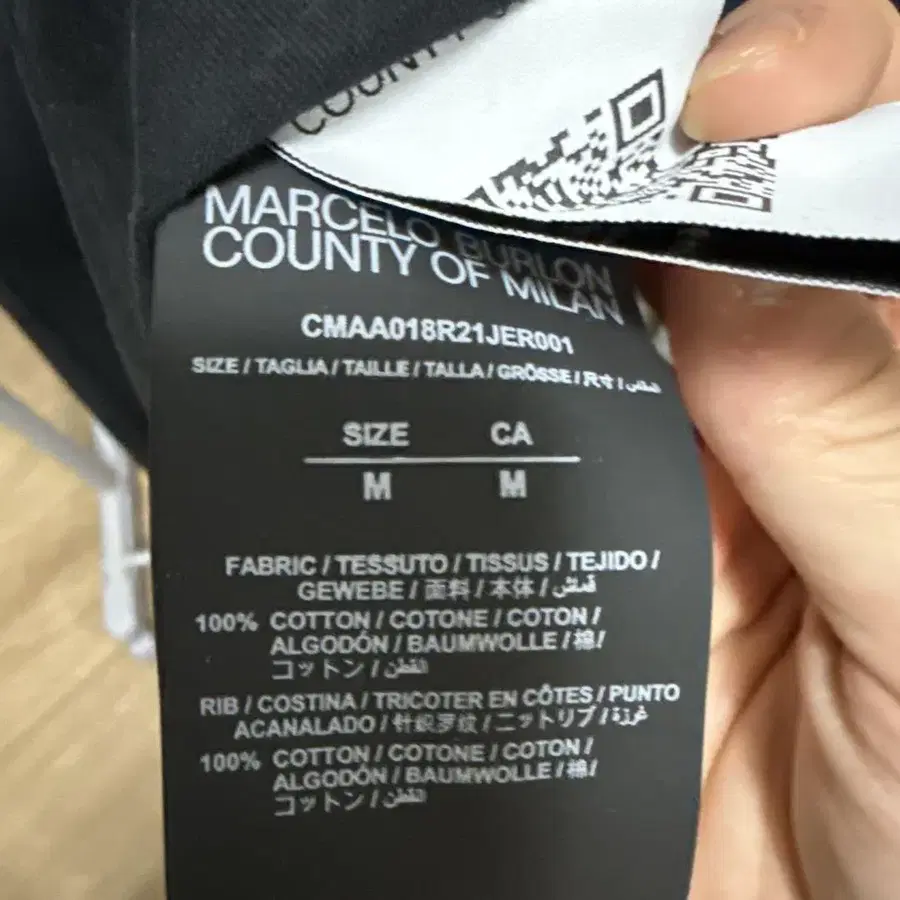 COUNTY
MARCELO BURLON
COUNTY OF MILAN
CMAA018R21JER001
SIZE / TAGLIA / TAILLE / TALLA / GRÖSSE / 尺寸 / المقاس
SIZE CA
M M
FABRIC / TESSUTO / TISSUS / TEJIDO /
GEWEBE / 面料 / 本体 / قماش
100% COTTON / COTONE / COTON /
ALGODÓN / BAUMWOLLE / 棉/
コットン / القطن
RIB / COSTINA / TRICOTER EN CÔTES / PUNTO
ACANALADO / 针织罗纹 / ニットリブ / غرزة
100% COTTON / COTONE / COTON /
ALGODÓN / BAUMWOLLE / 棉/
コットン / القطن